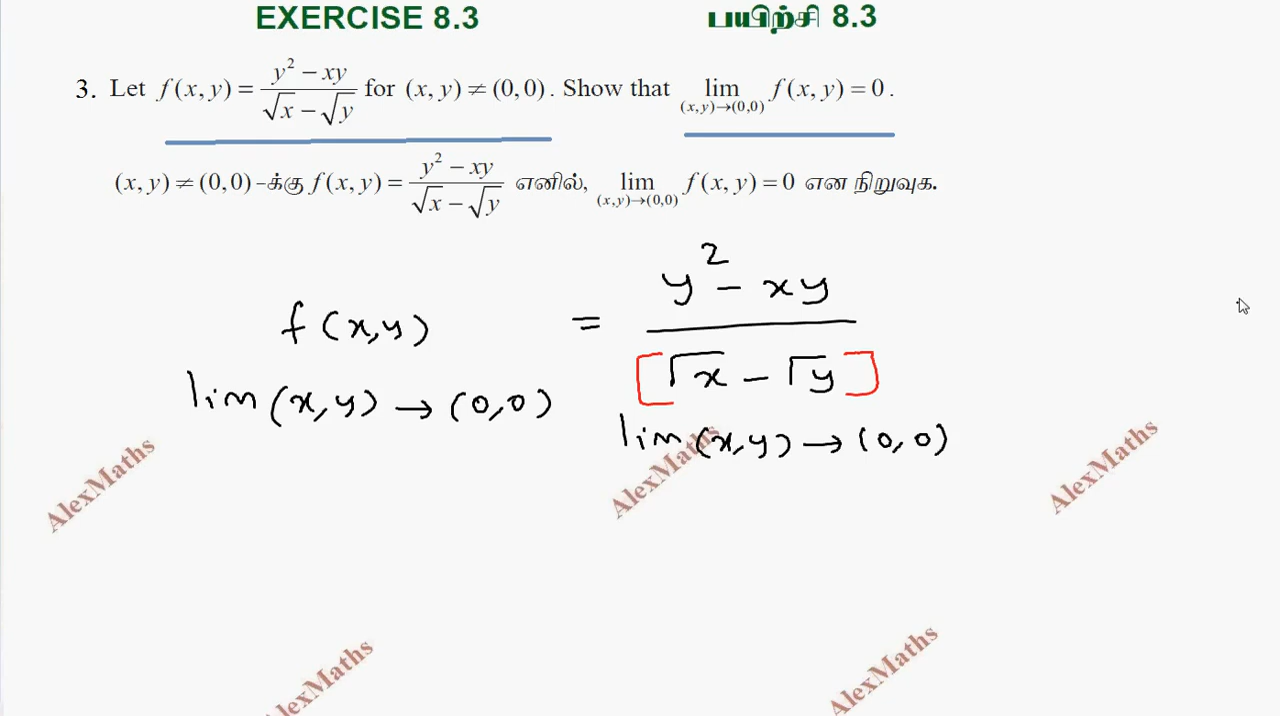 EXERCISE 8.3 பயிற்சி 8.3
3. Let f(x, y) = (y² − xy)/(√x − √y) for (x, y) ≠ (0, 0). Show that lim (x,y)→(0,0) f(x, y) = 0.
(x, y) ≠ (0, 0) -க்கு f(x, y) = (y² − xy)/(√x − √y) எனில், lim (x,y)→(0,0) f(x, y) = 0 என நிறுவுக.
f(x,y) = (y² − xy)/[√x − √y]
lim (x,y) → (0,0) lim (x,y) → (0,0)
AlexMaths AlexMaths AlexMaths
AlexMaths AlexMaths